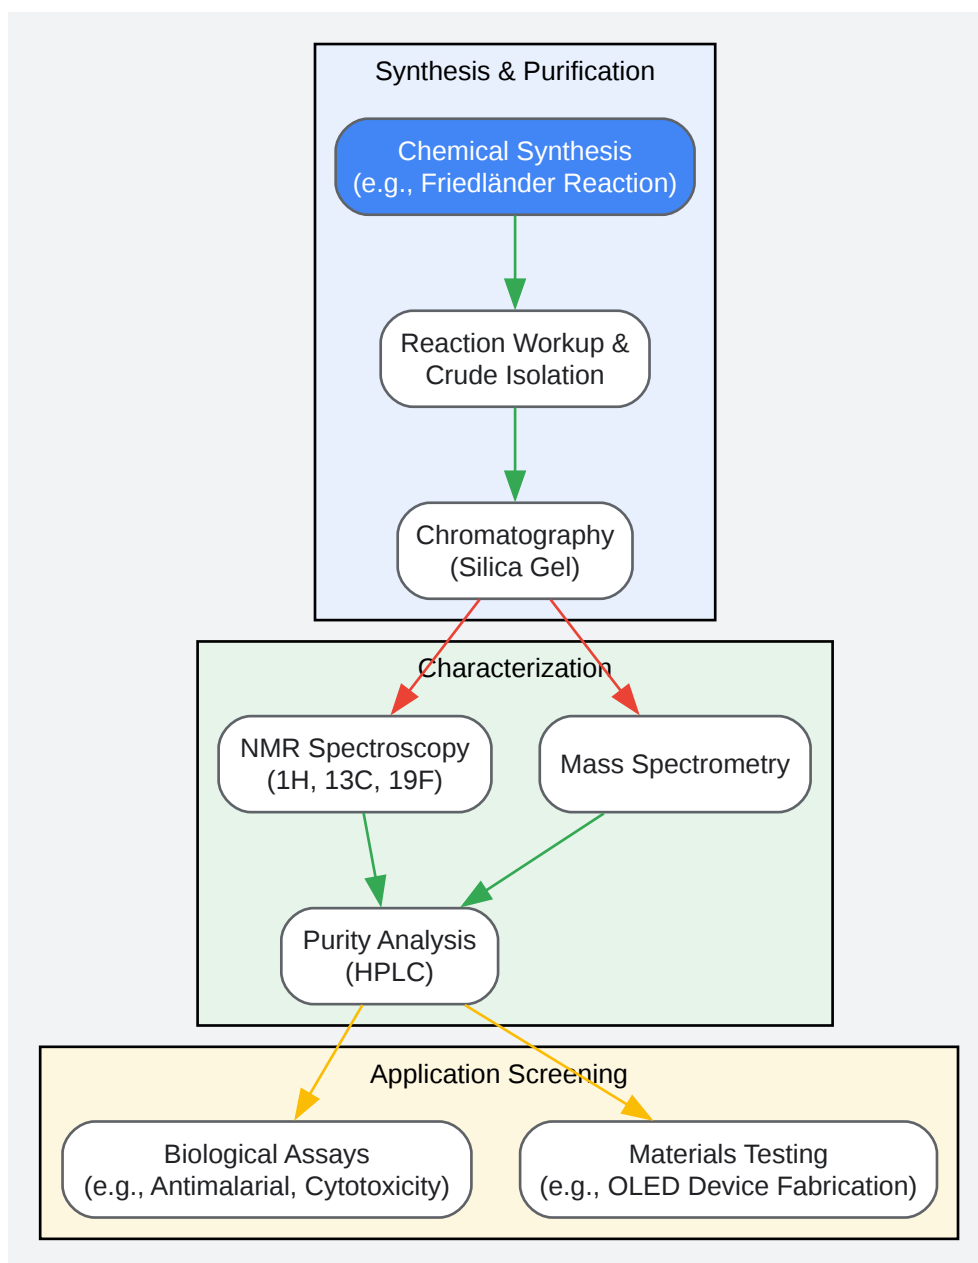 Synthesis & Purification
Chemical Synthesis
(e.g., Friedländer Reaction)
Reaction Workup &
Crude Isolation
Chromatography
(Silica Gel)
Characterization
NMR Spectroscopy
(1H, 13C, 19F)
Mass Spectrometry
Purity Analysis
(HPLC)
Application Screening
Biological Assays
(e.g., Antimalarial, Cytotoxicity)
Materials Testing
(e.g., OLED Device Fabrication)